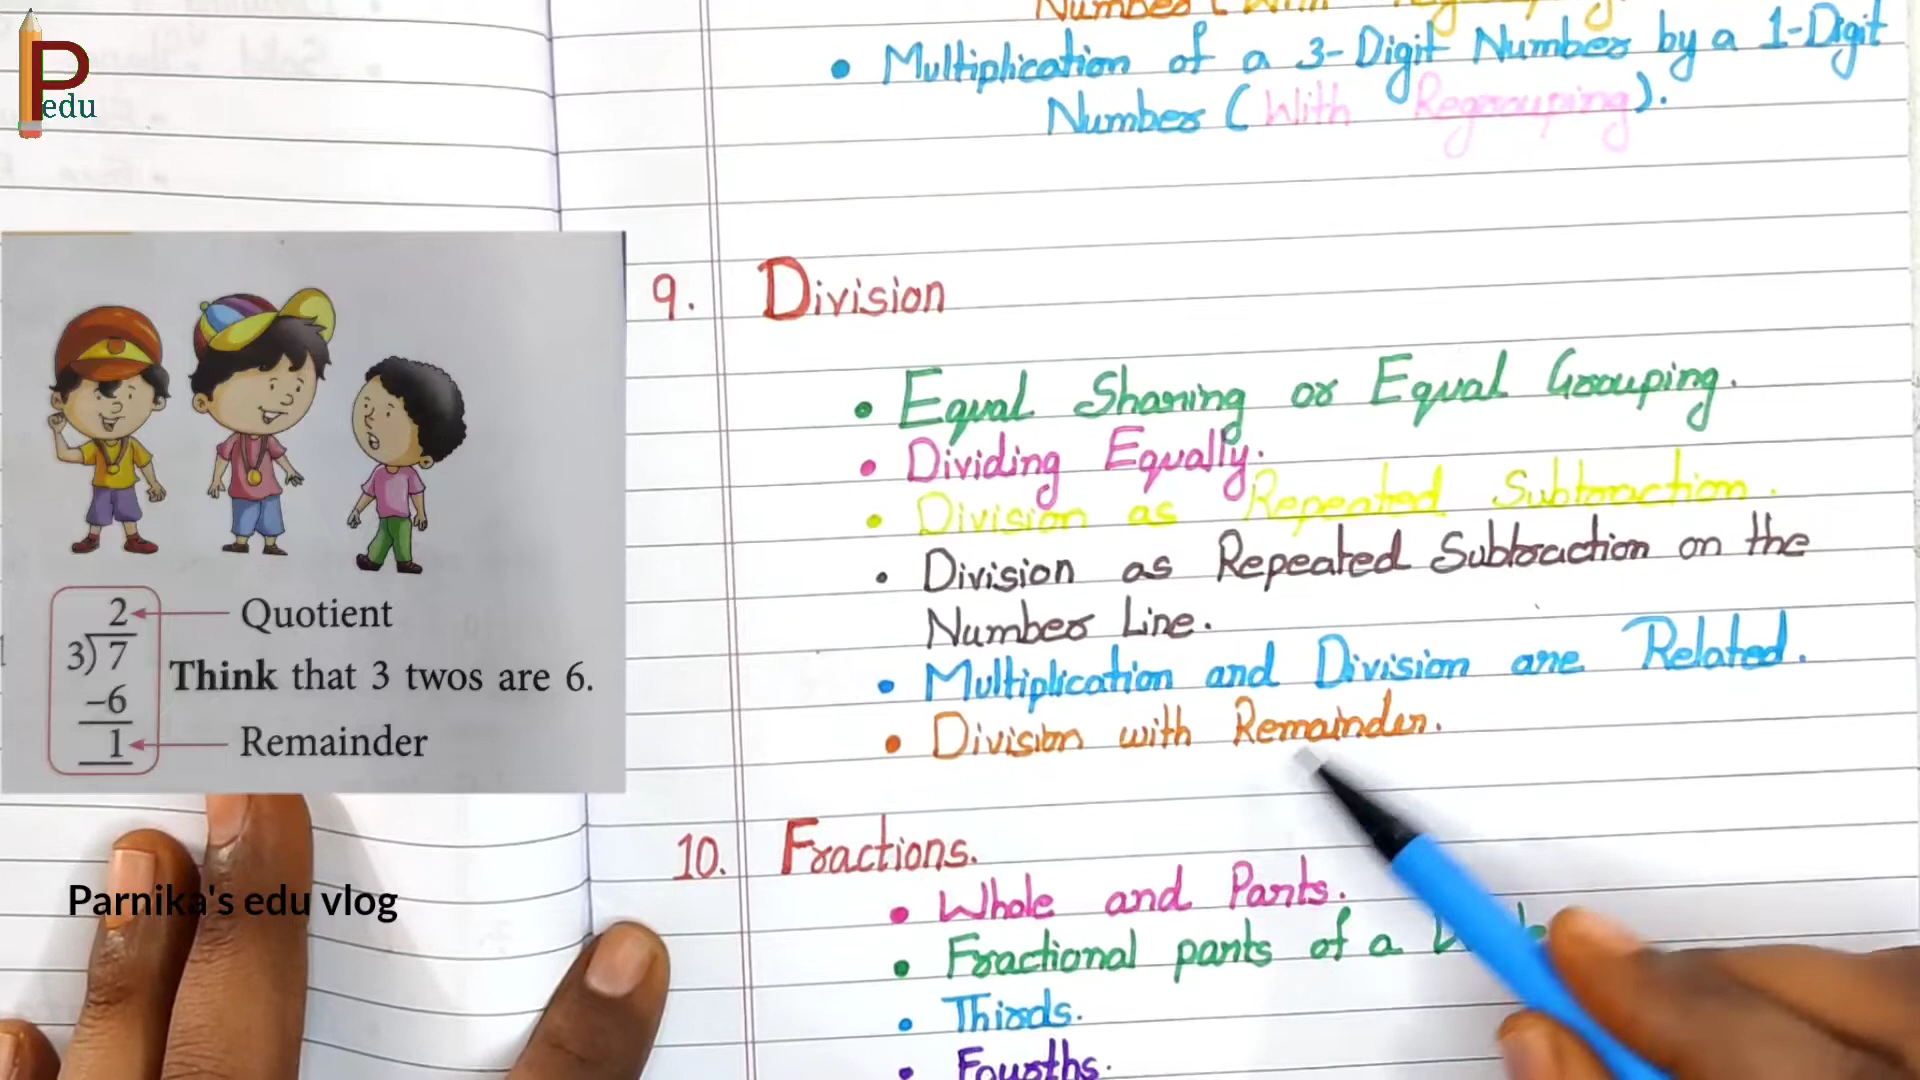 P
edu
Number (With Regrouping).
• Multiplication of a 3-Digit Number by a 1-Digit
Number (With Regrouping).
9. Division
• Equal Sharing or Equal Grouping.
• Dividing Equally.
• Division as Repeated Subtraction.
• Division as Repeated Subtraction on the
Number Line.
• Multiplication and Division are Related.
• Division with Remainder.
2 Quotient
3)7
Think that 3 twos are 6.
-6
1 Remainder
10. Fractions.
• Whole and Parts.
• Fractional parts of a
• Thirds.
• Fourths.
Parnika's edu vlog